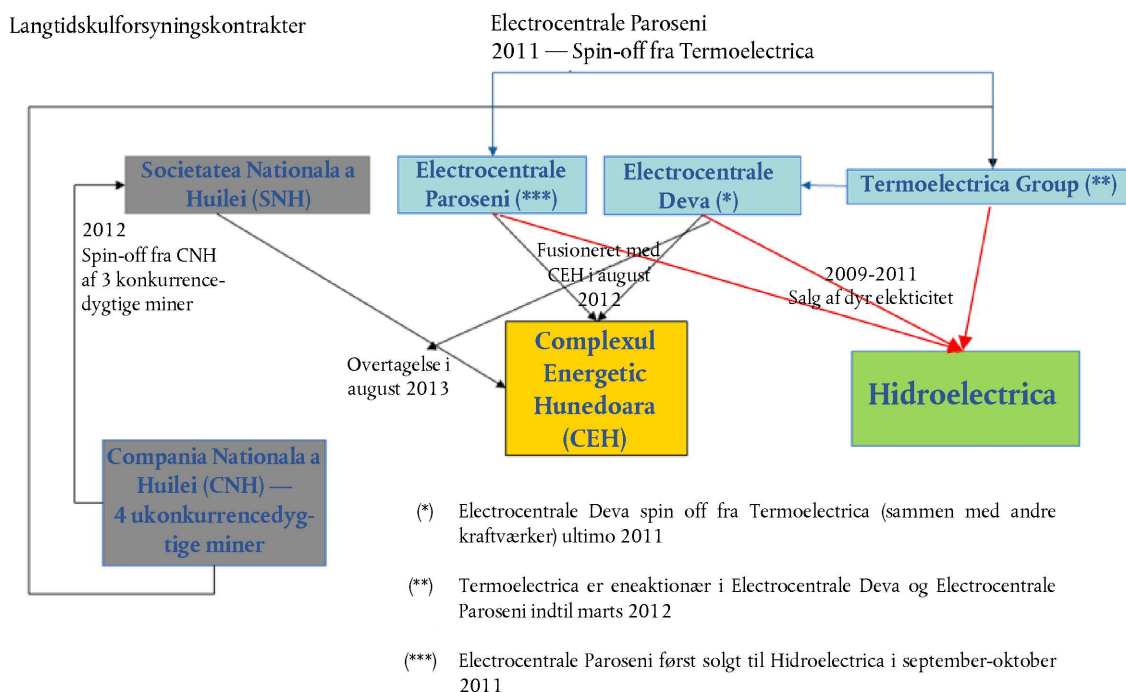 Langtidskulforsyningskontrakter
Electrocentrale Paroseni
2011 — Spin-off fra Termoelectrica
Societatea Nationala a
Huilei (SNH)
Electrocentrale
Paroseni (***)
Electrocentrale
Deva (*)
Termoelectrica Group (**)
2012
Spin-off fra CNH
af 3 konkurrence-
dygtige miner
Fusioneret med
CEH i august
2012
2009-2011
Salg af dyr elekticitet
Overtagelse i
august 2013
Complexul
Energetic
Hunedoara
(CEH)
Hidroelectrica
Compania Nationala a
Huilei (CNH) —
4 ukonkurrencedyg-
tige miner
(*) Electrocentrale Deva spin off fra Termoelectrica (sammen med andre
kraftværker) ultimo 2011
(**) Termoelectrica er eneaktionær i Electrocentrale Deva og Electrocentrale
Paroseni indtil marts 2012
(***) Electrocentrale Paroseni først solgt til Hidroelectrica i september-oktober
2011